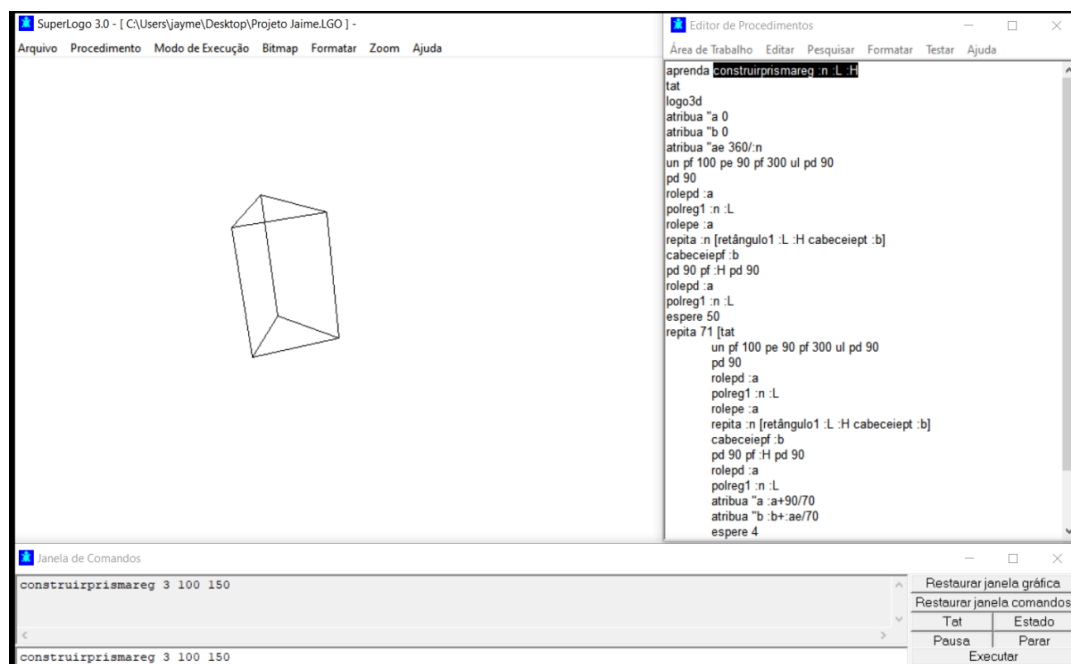 SuperLogo 3.0 - [ C:\Users\jayme\Desktop\Projeto Jaime.LGO ] -
Arquivo Procedimento Modo de Execução Bitmap Formatar Zoom Ajuda
Editor de Procedimentos
Área de Trabalho Editar Pesquisar Formatar Testar Ajuda
aprenda construirprismareg :n :L :H
tat
logo3d
atribua "a 0
atribua "b 0
atribua "ae 360/:n
un pf 100 pe 90 pf 300 ul pd 90
pd 90
rolepd :a
polreg1 :n :L
rolepe :a
repita :n [retângulo1 :L :H cabeceiept :b]
cabeceiepf :b
pd 90 pf :H pd 90
rolepd :a
polreg1 :n :L
espere 50
repita 71 [tat
un pf 100 pe 90 pf 300 ul pd 90
pd 90
rolepd :a
polreg1 :n :L
rolepe :a
repita :n [retângulo1 :L :H cabeceiept :b]
cabeceiepf :b
pd 90 pf :H pd 90
rolepd :a
polreg1 :n :L
atribua "a :a+90/70
atribua "b :b+:ae/70
espere 4
Janela de Comandos
construirprismareg 3 100 150
construirprismareg 3 100 150
Restaurar janela gráfica
Restaurar janela comandos
Tat Estado
Pausa Parar
Executar